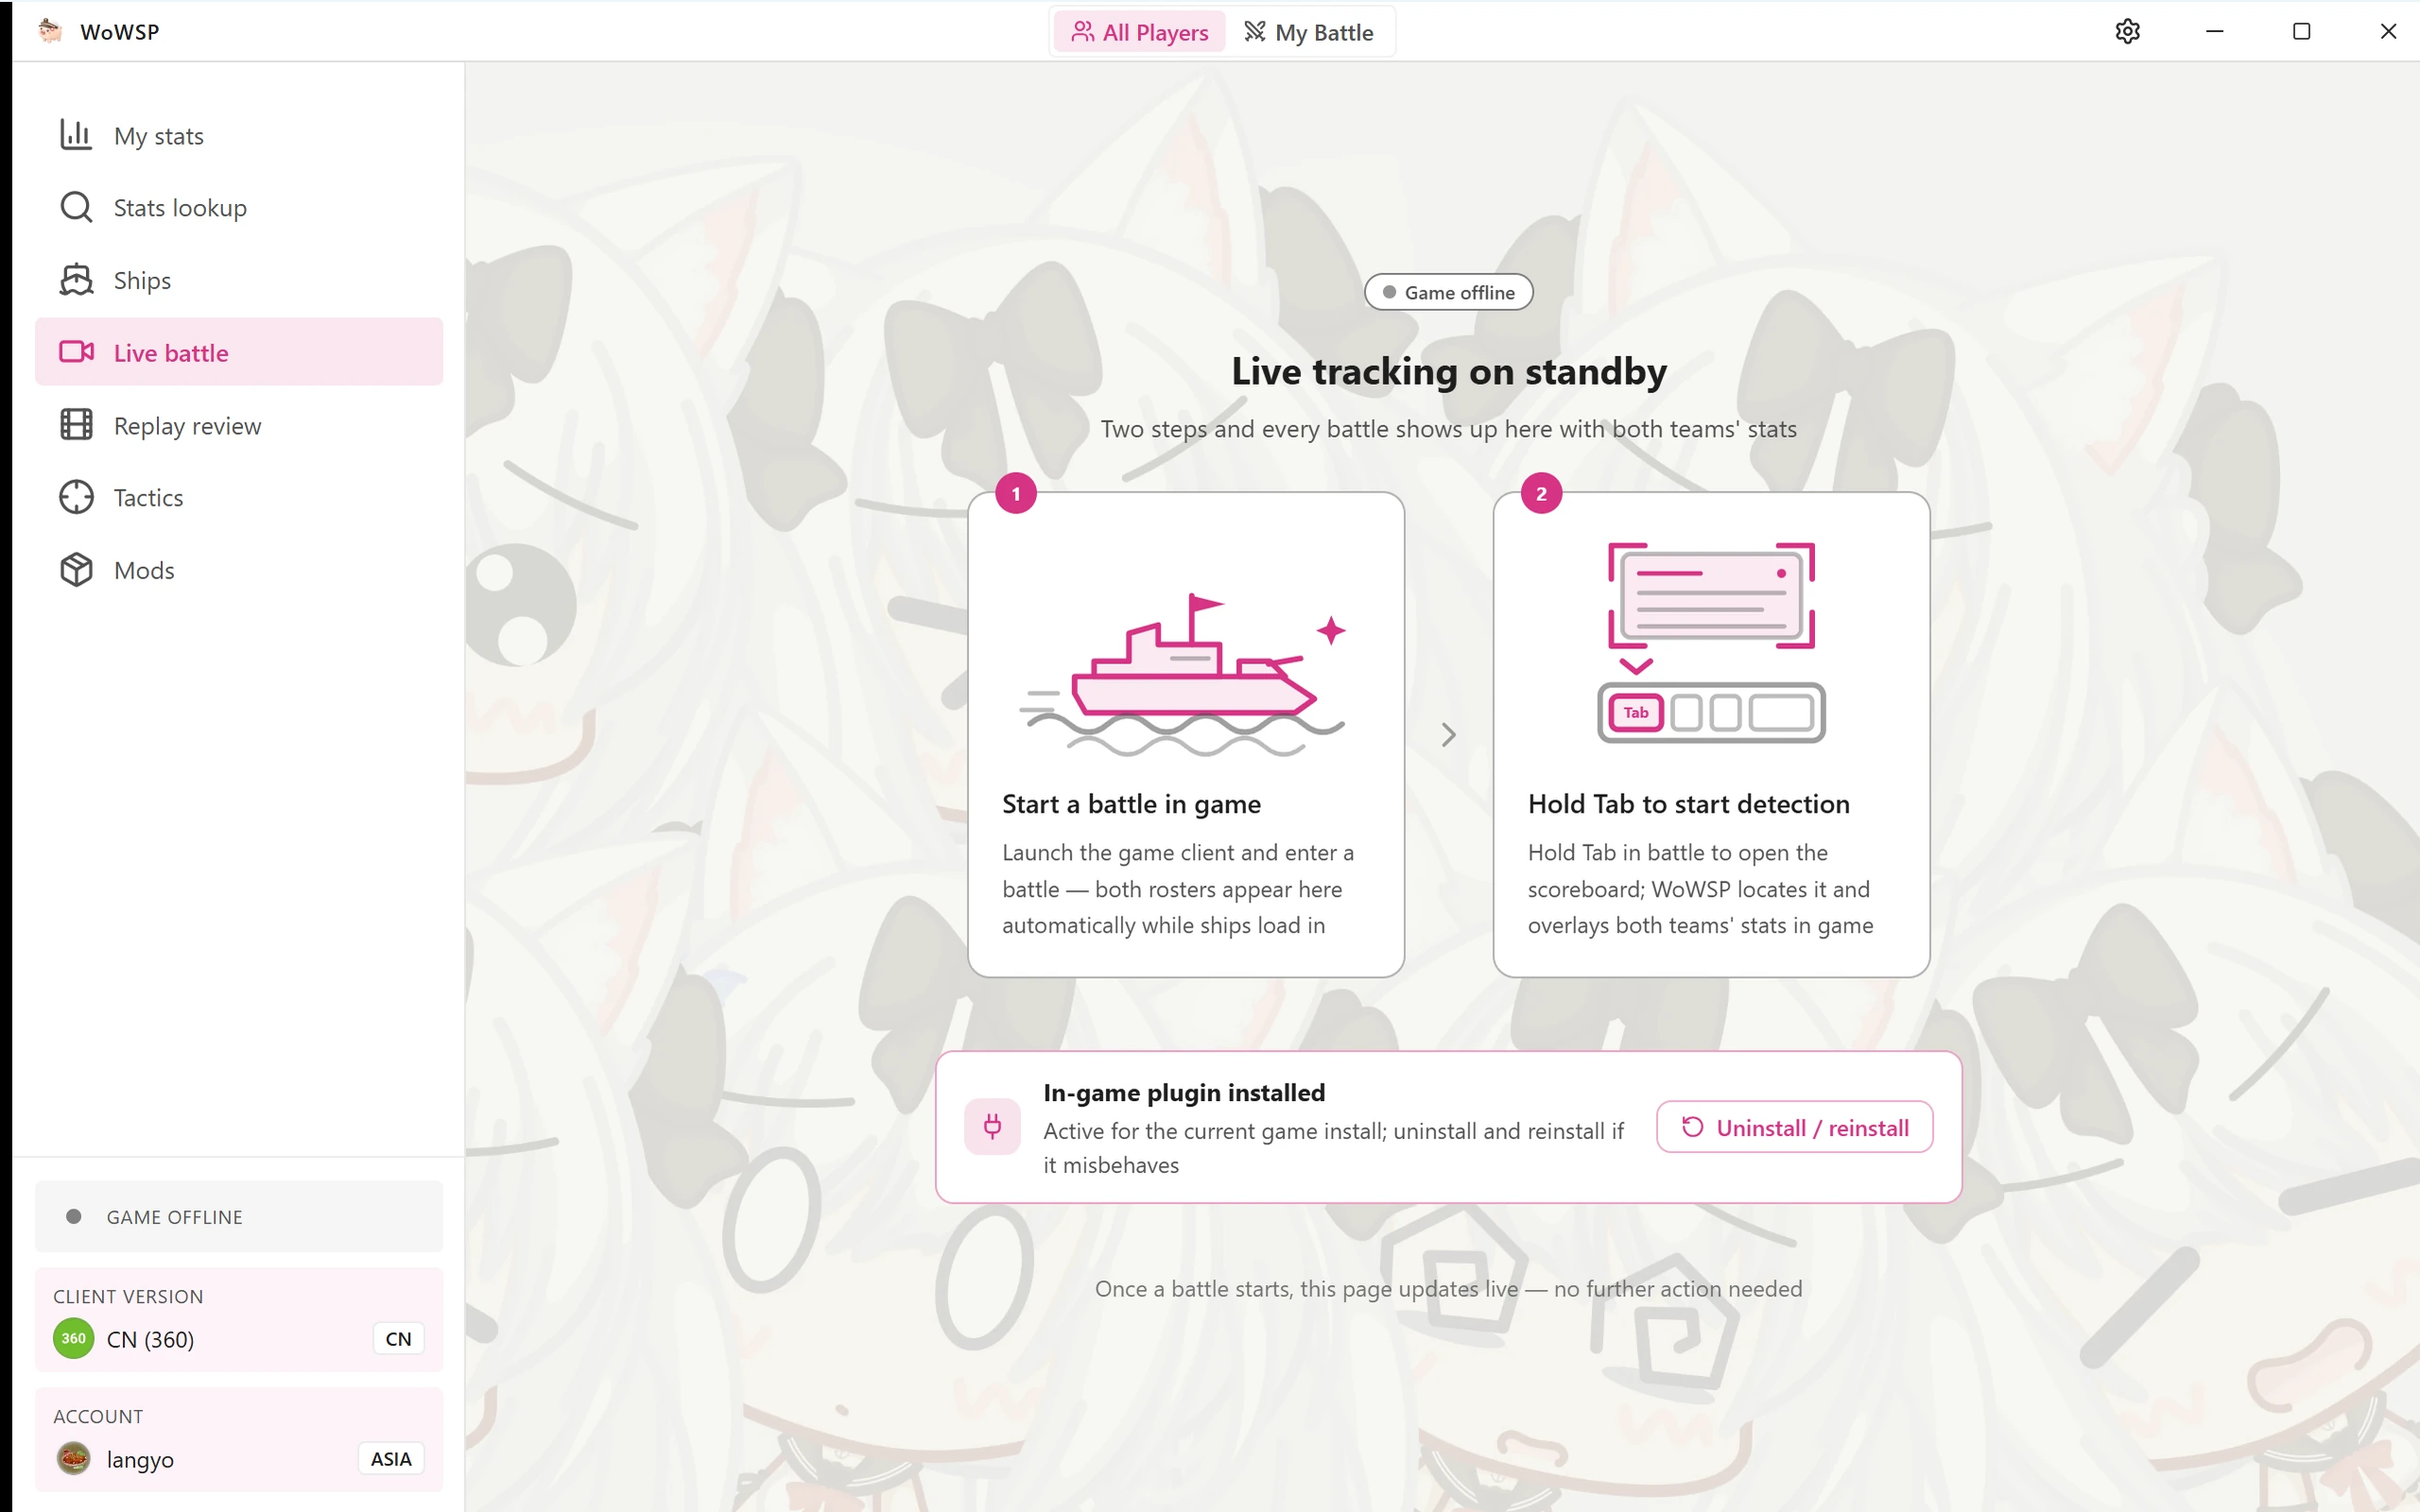 WoWSP
All Players
My Battle
My stats
Stats lookup
Ships
Live battle
Replay review
Tactics
Mods
GAME OFFLINE
CLIENT VERSION
360
CN (360)
CN
ACCOUNT
langyo
ASIA
Game offline
Live tracking on standby
Two steps and every battle shows up here with both teams' stats
1
Start a battle in game
Launch the game client and enter a
battle — both rosters appear here
automatically while ships load in
2
Tab
Hold Tab to start detection
Hold Tab in battle to open the
scoreboard; WoWSP locates it and
overlays both teams' stats in game
In-game plugin installed
Active for the current game install; uninstall and reinstall if
it misbehaves
Uninstall / reinstall
Once a battle starts, this page updates live — no further action needed